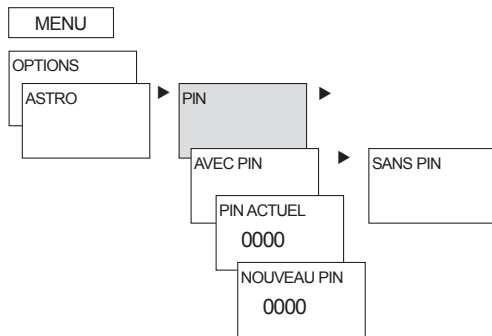 MENU
OPTIONS
ASTRO
PIN
AVEC PIN
SANS PIN
PIN ACTUEL
0000
NOUVEAU PIN
0000